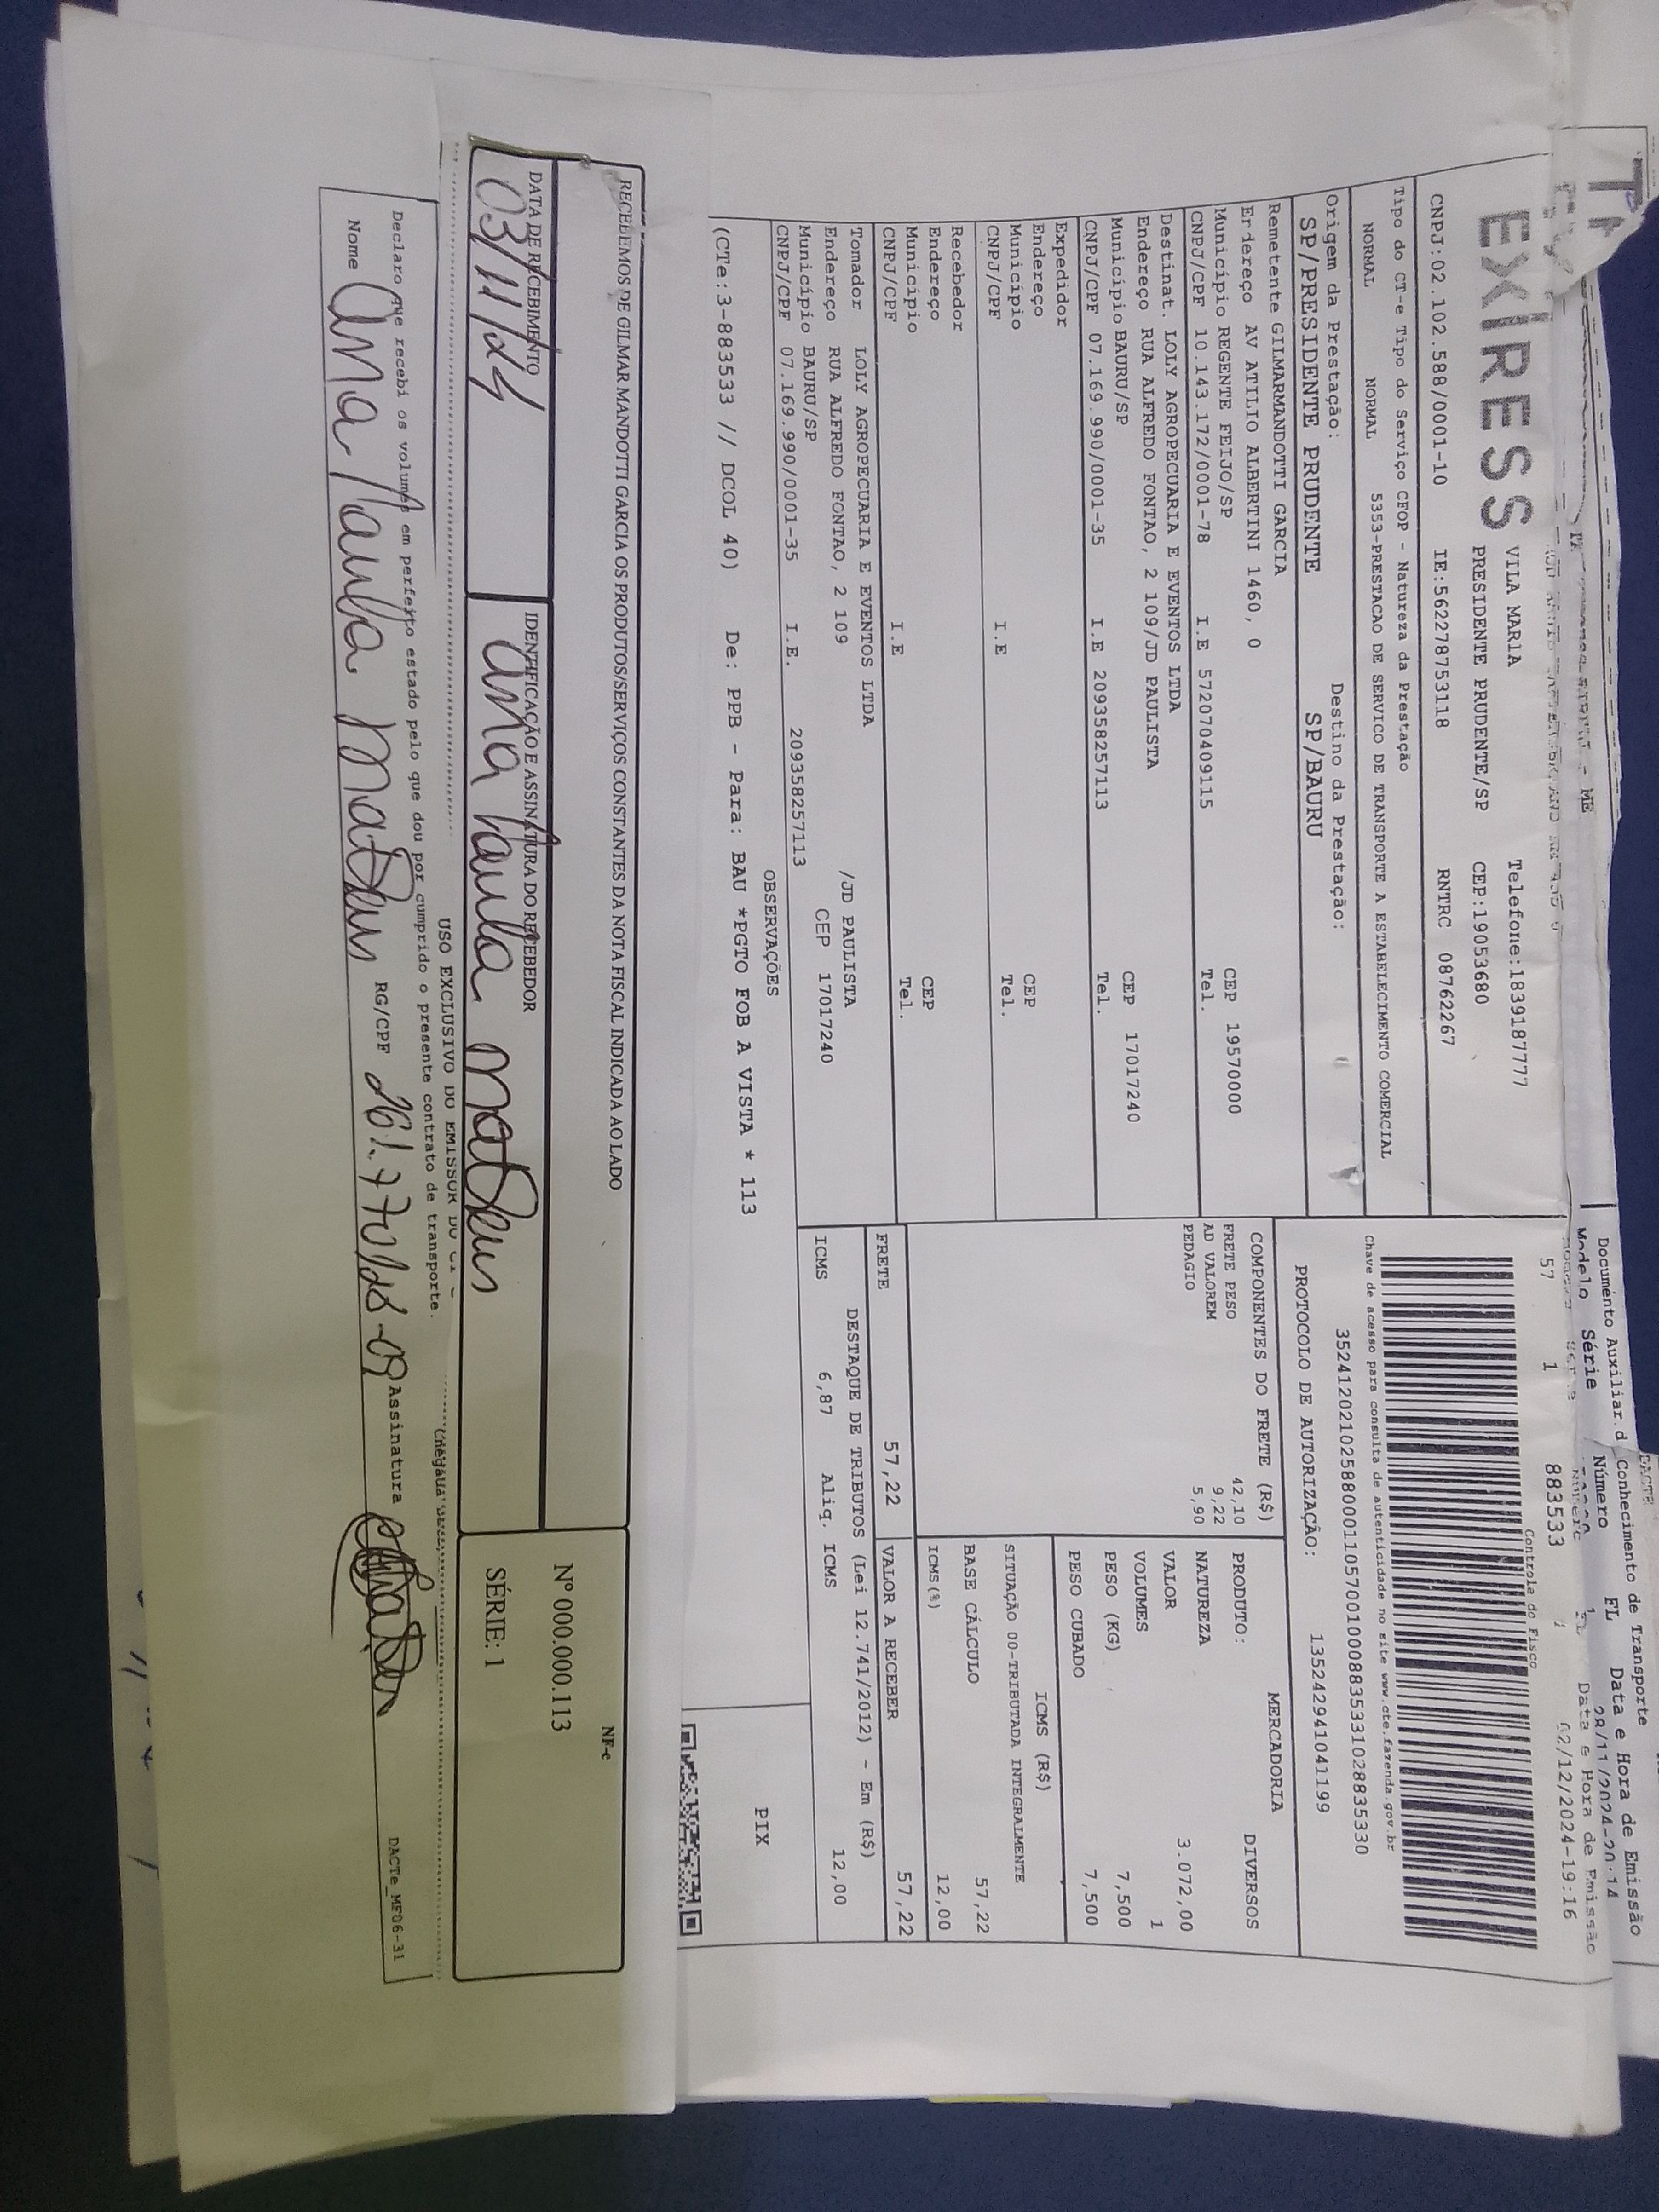 EXPRESS
VILA MARIA Telefone:1839187777
PRESIDENTE PRUDENTE/SP CEP:19053680
CNPJ:02.102.588/0001-10 IE:562278753118 RNTRC 08762267
Tipo do CT-e Tipo do Serviço CFOP - Natureza da Prestação
NORMAL NORMAL 5353-PRESTACAO DE SERVICO DE TRANSPORTE A ESTABELECIMENTO COMERCIAL
Origem da Prestação: Destino da Prestação:
SP/PRESIDENTE PRUDENTE SP/BAURU
Remetente GILMARMANDOTTI GARCIA
Endereço AV ATILIO ALBERTINI 1460, 0 CEP 19570000
Município REGENTE FEIJO/SP Tel.
CNPJ/CPF 10.143.172/0001-78 I.E 572070409115
Destinat. LOLY AGROPECUARIA E EVENTOS LTDA
Endereço RUA ALFREDO FONTAO, 2 109/JD PAULISTA CEP 17017240
Município BAURU/SP Tel.
CNPJ/CPF 07.169.990/0001-35 I.E 209358257113
Expedidor
Endereço CEP
Município Tel.
CNPJ/CPF I.E
Recebedor
Endereço CEP
Município Tel.
CNPJ/CPF I.E
Tomador LOLY AGROPECUARIA E EVENTOS LTDA
Endereço RUA ALFREDO FONTAO, 2 109 /JD PAULISTA
Município BAURU/SP CEP 17017240
CNPJ/CPF 07.169.990/0001-35 I.E. 209358257113
OBSERVAÇÕES
(CTe:3-883533 // DCOL 40) De: PPB - Para: BAU *PGTO FOB A VISTA * 113
DACTE
Documento Auxiliar d Conhecimento de Transporte
Modelo Série Número FL Data e Hora de Emissão
28/11/2024-20:14
Data e Hora de Emissão
57 1 883533 02/12/2024-19:16
Controle do Fisco
Chave de acesso para consulta de autenticidade no site www.cte.fazenda.gov.br
35241202102588000110570010008835331028835330
PROTOCOLO DE AUTORIZAÇÃO: 135242941041199
COMPONENTES DO FRETE (R$)
FRETE PESO 42,10
AD VALOREM 9,22
PEDAGIO 5,90
MERCADORIA
PRODUTO: DIVERSOS
NATUREZA
VALOR 3.072,00
VOLUMES 1
PESO (KG) 7,500
PESO CUBADO 7,500
ICMS (R$)
SITUAÇÃO 00-TRIBUTADA INTEGRALMENTE
BASE CÁLCULO 57,22
ICMS(%) 12,00
FRETE 57,22 VALOR A RECEBER 57,22
DESTAQUE DE TRIBUTOS (Lei 12.741/2012) - Em (R$)
ICMS 6,87 Aliq. ICMS 12,00
PIX
RECEBEMOS DE GILMAR MANDOTTI GARCIA OS PRODUTOS/SERVIÇOS CONSTANTES DA NOTA FISCAL INDICADA AO LADO
NF-e
Nº 000.000.113
SÉRIE: 1
DATA DE RECEBIMENTO IDENTIFICAÇÃO E ASSINATURA DO RECEBEDOR
03/11/24 Ana Paula Mateus
USO EXCLUSIVO DO EMISSOR DO CT-e
Declaro que recebi os volumes em perfeito estado pelo que dou por cumprido o presente contrato de transporte.
Nome Ana Paula Mateus RG/CPF Assinatura
DACTe_MF06-31